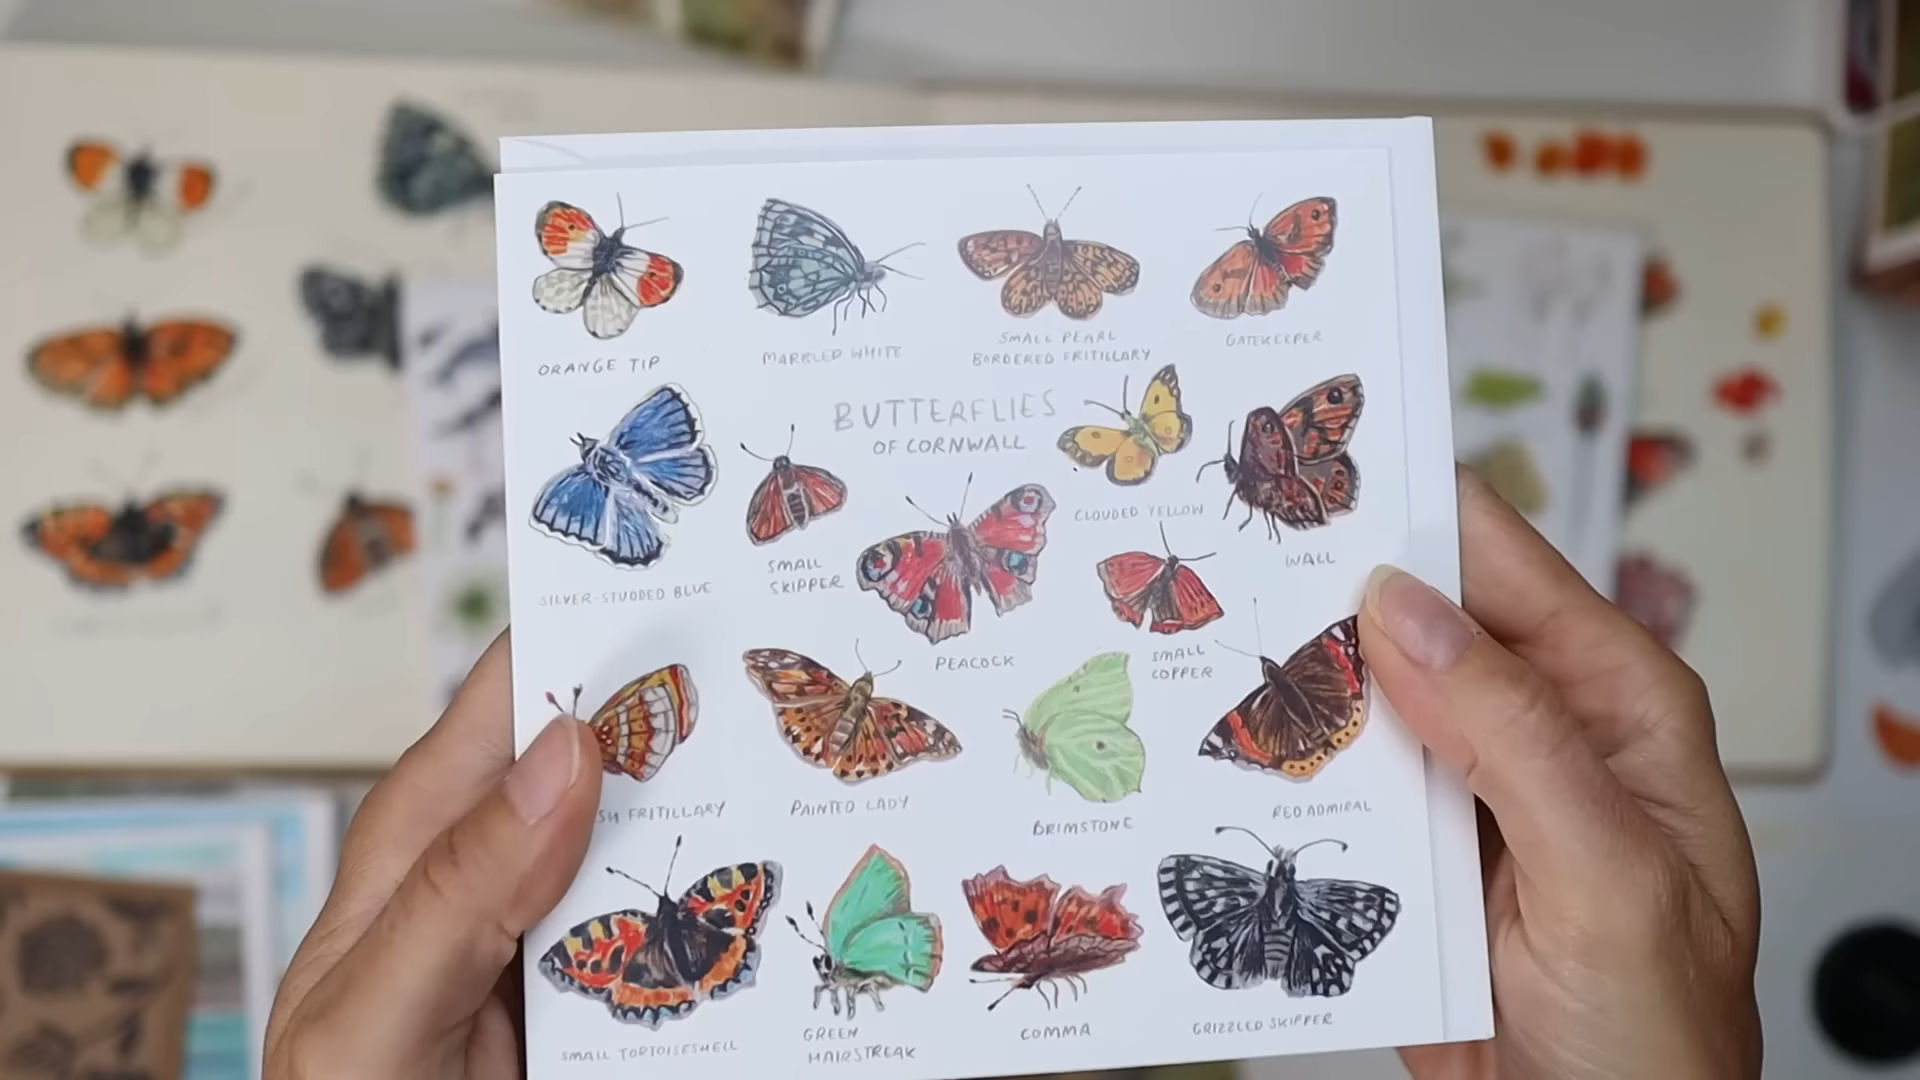 ORANGE TIP
MARBLED WHITE
SMALL PEARL
BORDERED FRITILLARY
GATEKEEPER
BUTTERFLIES
OF CORNWALL
SILVER-STUDDED BLUE
SMALL
SKIPPER
CLOUDED YELLOW
WALL
PEACOCK
SMALL
COPPER
SH FRITILLARY
PAINTED LADY
BRIMSTONE
RED ADMIRAL
SMALL TORTOISESHELL
GREEN
HAIRSTREAK
COMMA
GRIZZLED SKIPPER